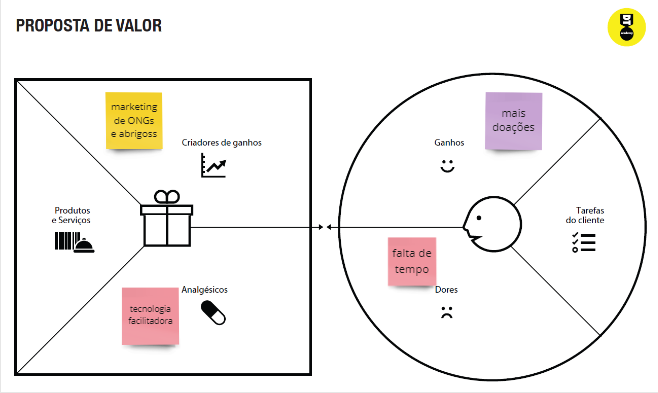 PROPOSTA DE VALOR
marketing
de ONGs
e abrigoss
Criadores de ganhos
Produtos
e Serviços
Analgésicos
tecnologia
facilitadora
mais
doações
Ganhos
Tarefas
do cliente
falta de
tempo
Dores